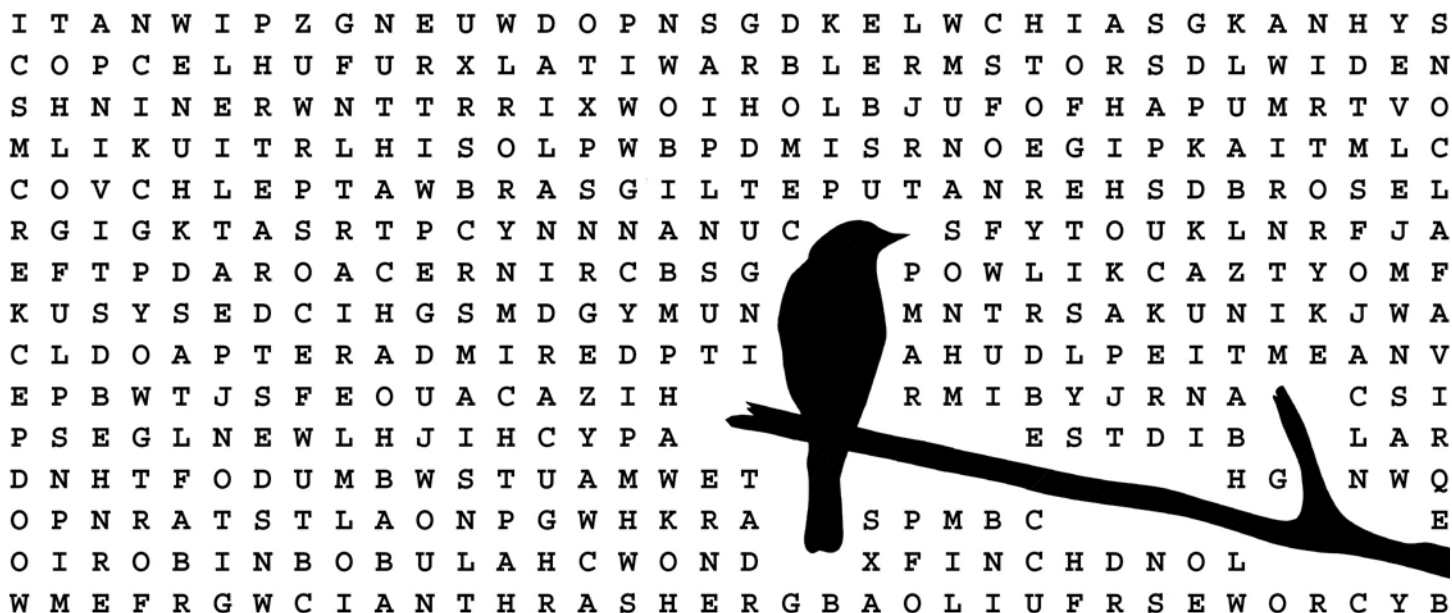 I T A N W I P Z G N E U W D O P N S G D K E L W C H I A S G K A N H Y S
C O P C E L H U F U R X L A T I W A R B L E R M S T O R S D L W I D E N
S H N I N E R W N T T R R I X W O I H O L B J U F O F H A P U M R T V O
M L I K U I T R L H I S O L P W B P D M I S R N O E G I P K A I T M L C
C O V C H L E P T A W B R A S G I L T E P U T A N R E H S D B R O S E L
R G I G K T A S R T P C Y N N N A N U C S F Y T O U K L N R F J A
E F T P D A R O A C E R N I R C B S G P O W L I K C A Z T Y O M F
K U S Y S E D C I H G S M D G Y M U N M N T R S A K U N I K J W A
C L D O A P T E R A D M I R E D P T I A H U D L P E I T M E A N V
E P B W T J S F E O U A C A Z I H R M I B Y J R N A C S I
P S E G L N E W L H J I H C Y P A E S T D I B L A R
D N H T F O D U M B W S T U A M W E T H G N W Q
O P N R A T S T L A O N P G W H K R A S P M B C E
O I R O B I N B O B U L A H C W O N D X F I N C H D N O L
W M E F R G W C I A N T H R A S H E R G B A O L I U F R S E W O R C Y B